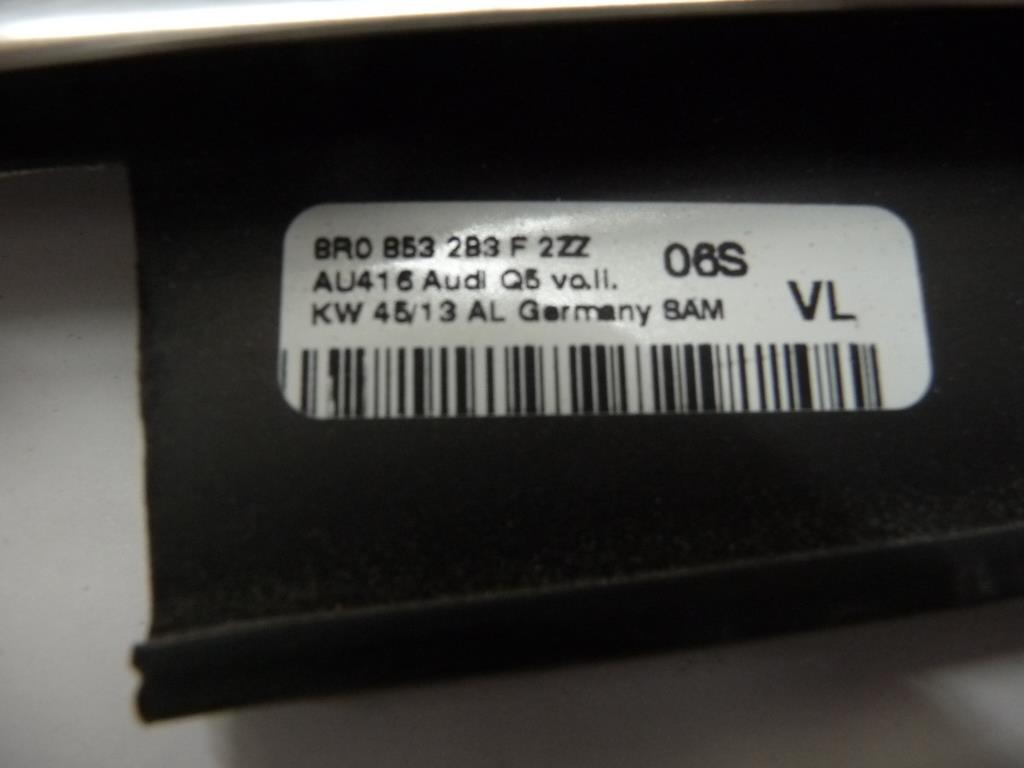 8R0 853 283 F 2ZZ
06S
AU416 Audi Q5 vo.li.
VL
KW 45/13 AL Germany SAM